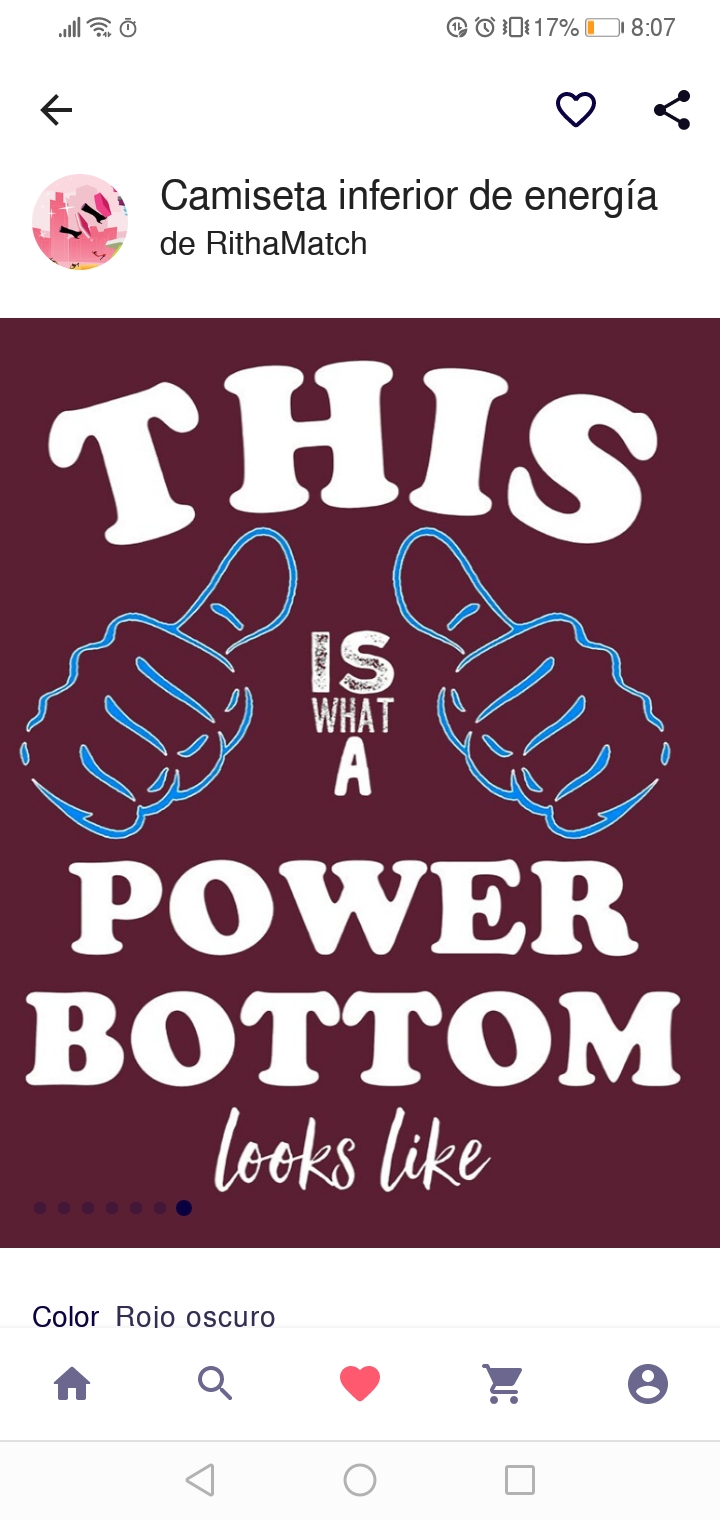 17% 8:07
Camiseta inferior de energía
de RithaMatch
THIS
IS
WHAT
A
POWER
BOTTOM
looks like
Color Rojo oscuro